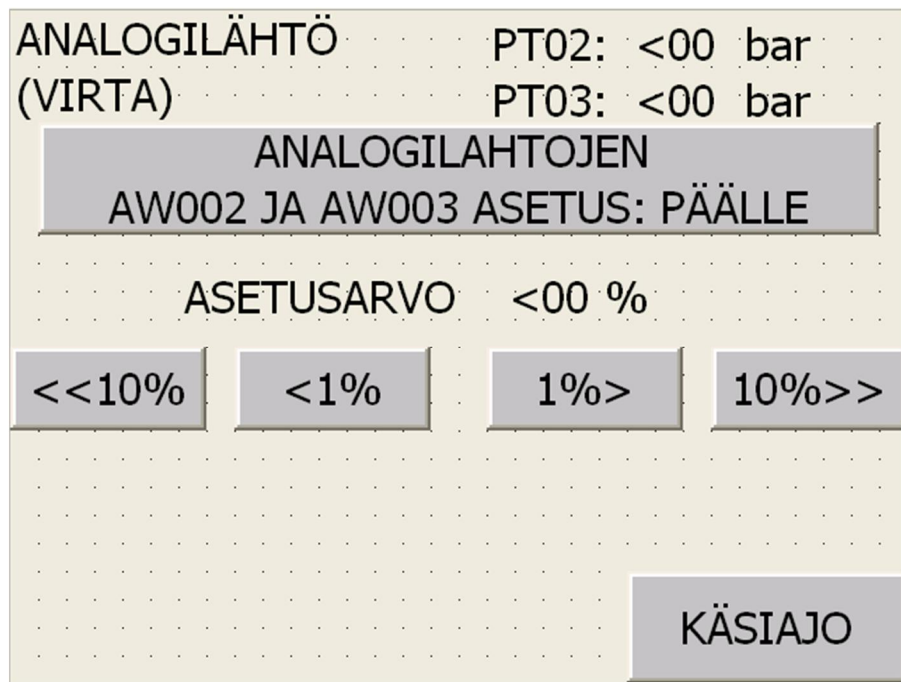 ANALOGILÄHTÖ PT02: <00 bar
(VIRTA) PT03: <00 bar
ANALOGILAHTOJEN
AW002 JA AW003 ASETUS: PÄÄLLE
ASETUSARVO <00 %
<<10% <1% 1%> 10%>>
KÄSIAJO